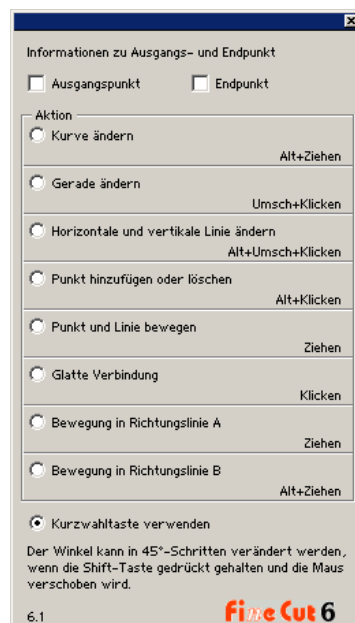 Informationen zu Ausgangs- und Endpunkt
Ausgangspunkt Endpunkt
Aktion
Kurve ändern
Alt+Ziehen
Gerade ändern
Umsch+Klicken
Horizontale und vertikale Linie ändern
Alt+Umsch+Klicken
Punkt hinzufügen oder löschen
Alt+Klicken
Punkt und Linie bewegen
Ziehen
Glatte Verbindung
Klicken
Bewegung in Richtungslinie A
Ziehen
Bewegung in Richtungslinie B
Alt+Ziehen
Kurzwahltaste verwenden
Der Winkel kann in 45°-Schritten verändert werden,
wenn die Shift-Taste gedrückt gehalten und die Maus
verschoben wird.
6.1 Fine Cut 6